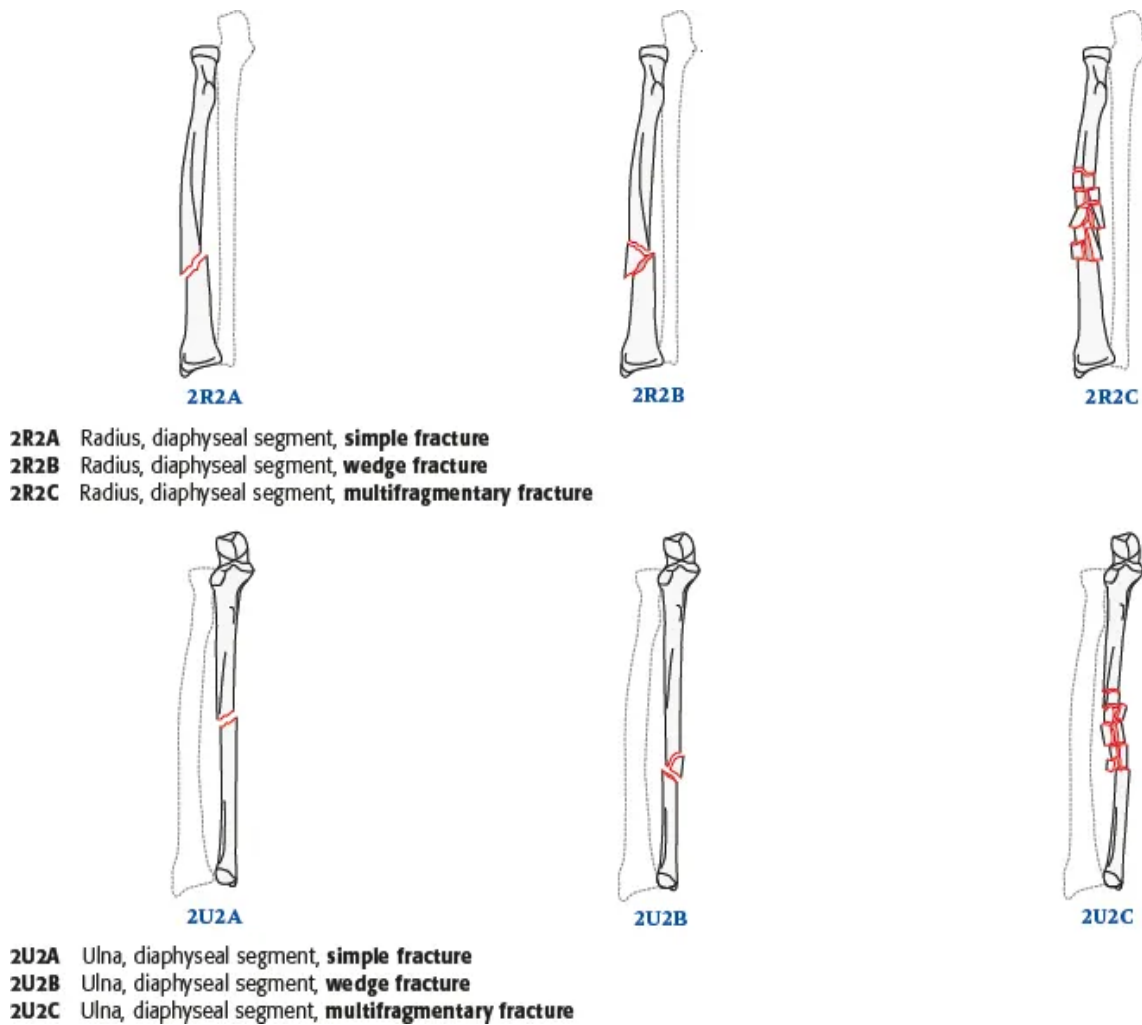 2R2A 2R2B 2R2C
2R2A Radius, diaphyseal segment, simple fracture
2R2B Radius, diaphyseal segment, wedge fracture
2R2C Radius, diaphyseal segment, multifragmentary fracture
2U2A 2U2B 2U2C
2U2A Ulna, diaphyseal segment, simple fracture
2U2B Ulna, diaphyseal segment, wedge fracture
2U2C Ulna, diaphyseal segment, multifragmentary fracture